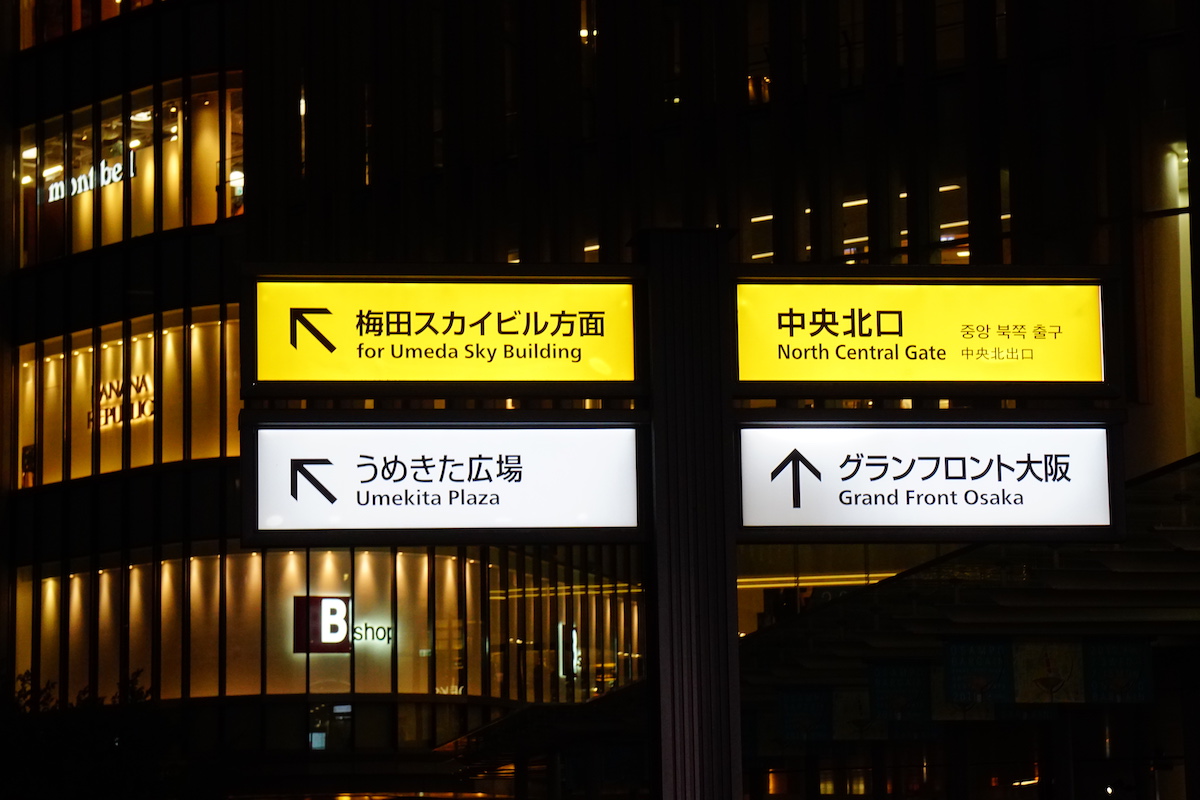 montbell
BANANA
REPUBLIC
梅田スカイビル方面
for Umeda Sky Building
中央北口
North Central Gate
중앙 북쪽 출구
中央北出口
うめきた広場
Umekita Plaza
グランフロント大阪
Grand Front Osaka
B
shop